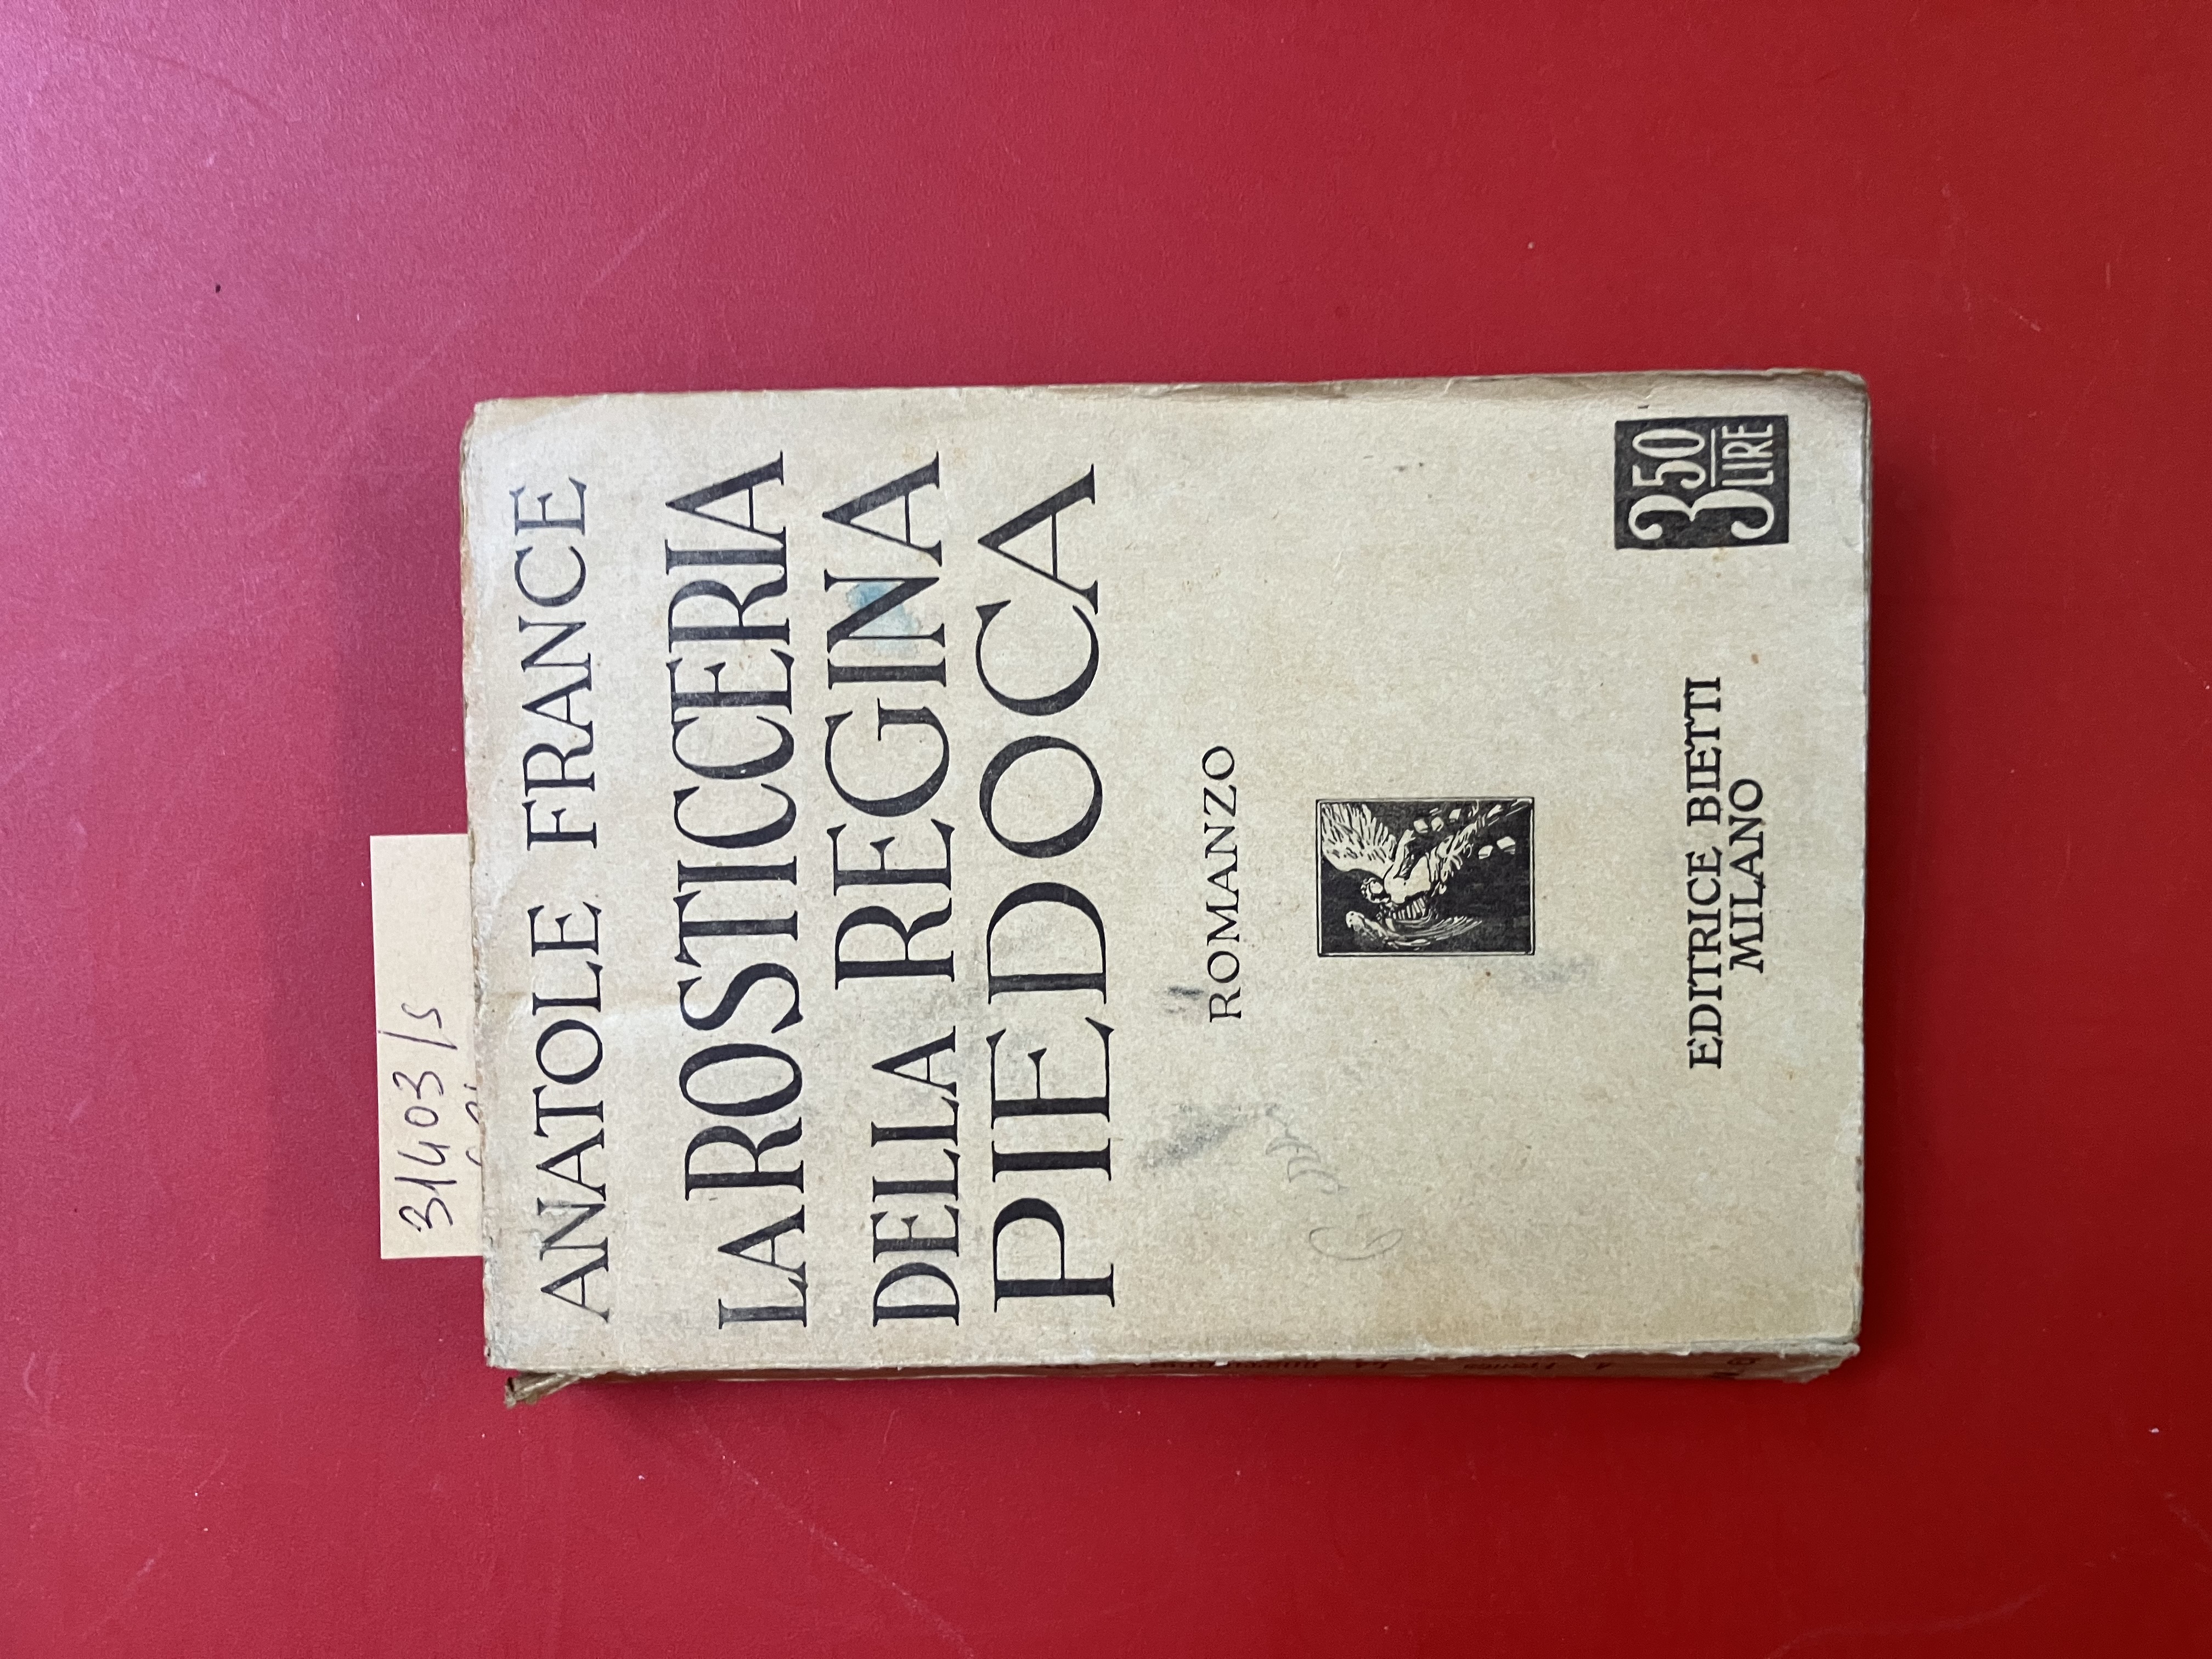 31403/s
ANATOLE FRANCE
LA ROSTICCERIA
DELLA REGINA
PIEDOCA
ROMANZO
EDITRICE BIETTI
MILANO
3 50
LIRE